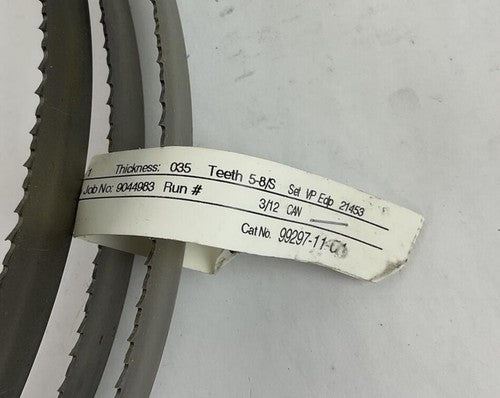 Thickness: 035 Teeth 5-8/S Set VP Edp 21453
Job No: 9044983 Run # 3/12 CAN
Cat No. 99297-11-01